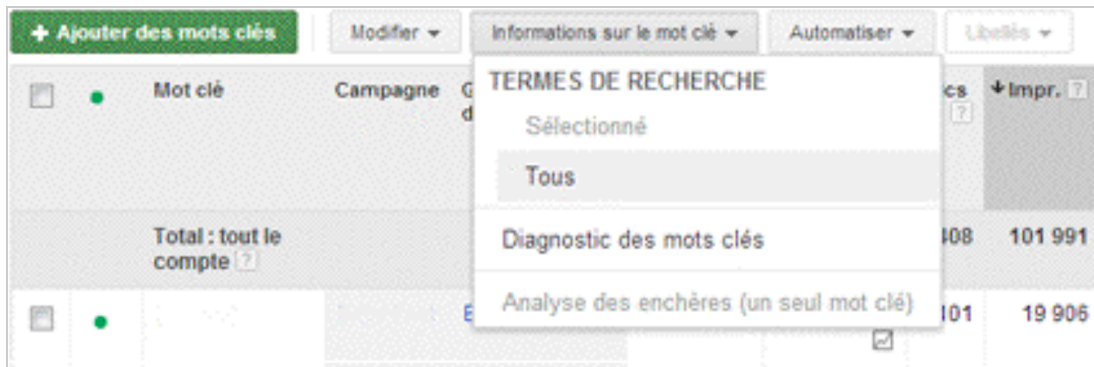 + Ajouter des mots clés Modifier Informations sur le mot clé Automatiser Libellés
Mot clé Campagne G cs Impr. ?
d ?
TERMES DE RECHERCHE
Sélectionné
Tous
Diagnostic des mots clés
Analyse des enchères (un seul mot clé)
Total : tout le 408 101 991
compte ?
E 101 19 906